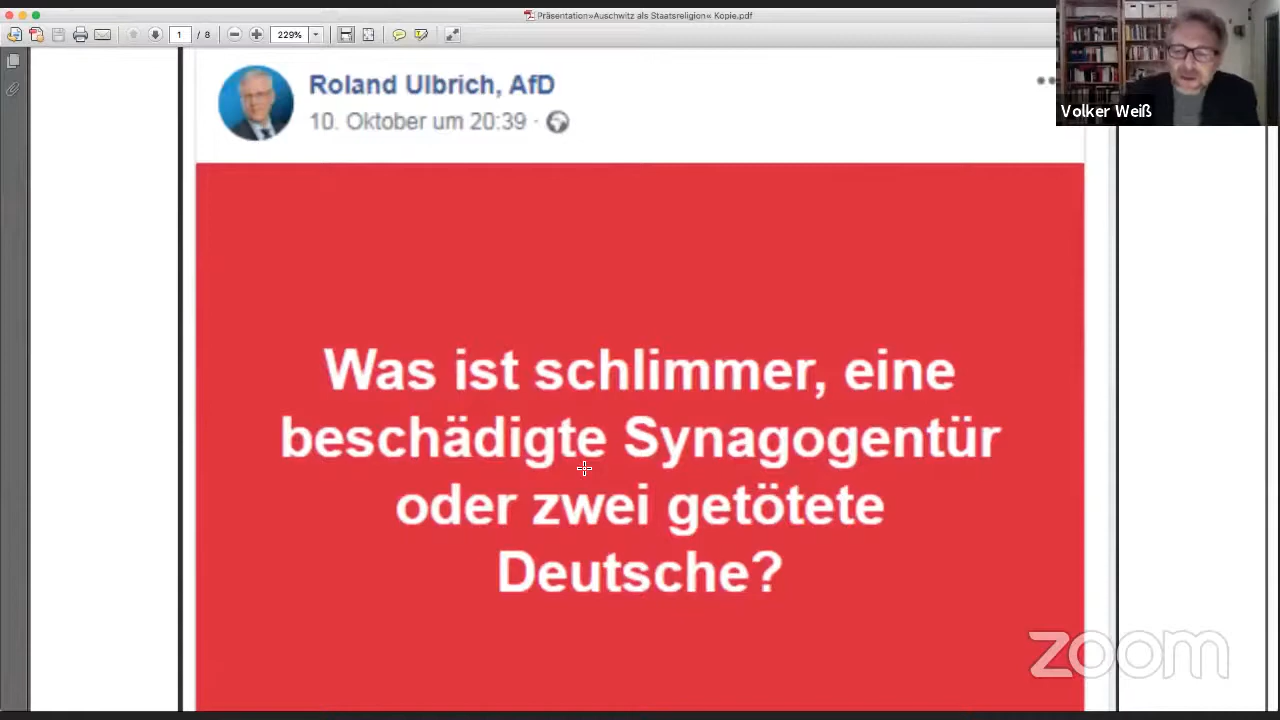 Präsentation»Auschwitz als Staatsreligion« Kopie.pdf
1 / 8
229%
Volker Weiß
Roland Ulbrich, AfD
10. Oktober um 20:39 ·
Was ist schlimmer, eine
beschädigte Synagogentür
oder zwei getötete
Deutsche?
zoom